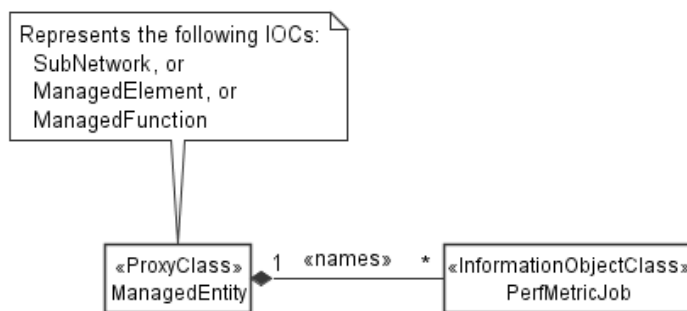 Represents the following IOCs:
SubNetwork, or
ManagedElement, or
ManagedFunction
«ProxyClass» 1 «names» * «InformationObjectClass»
ManagedEntity PerfMetricJob